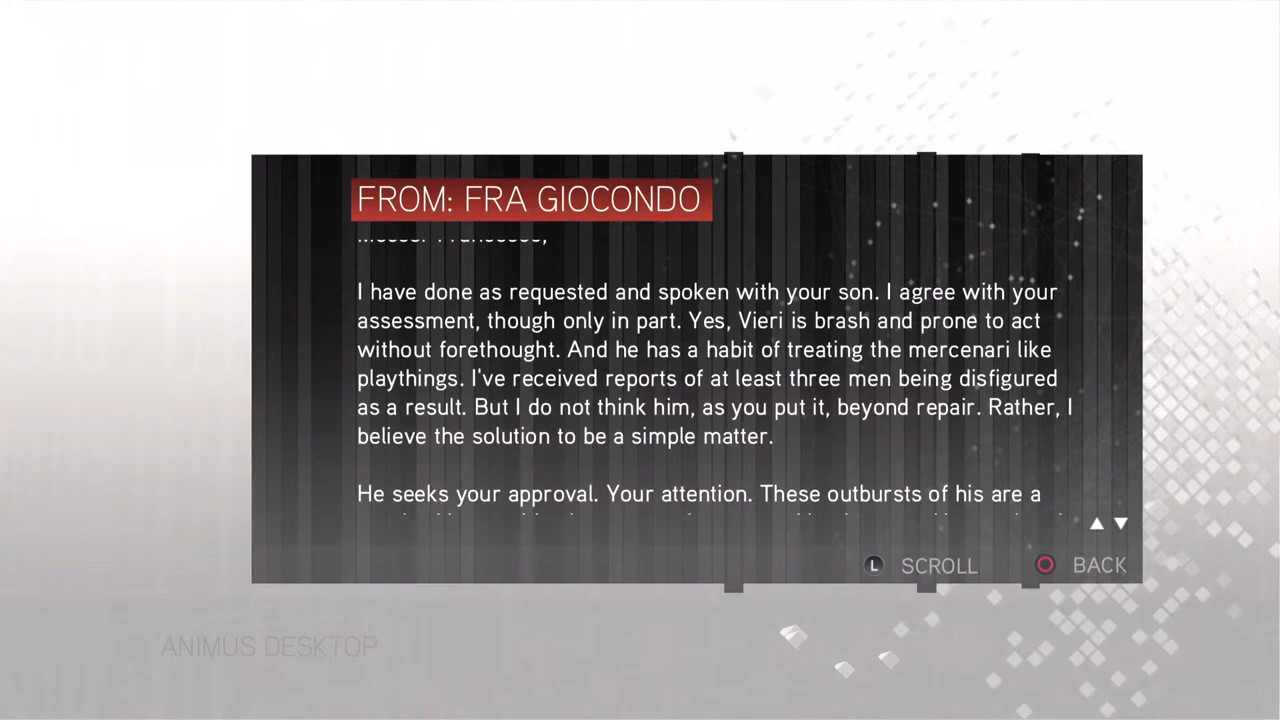 FROM: FRA GIOCONDO
I have done as requested and spoken with your son. I agree with your
assessment, though only in part. Yes, Vieri is brash and prone to act
without forethought. And he has a habit of treating the mercenari like
playthings. I've received reports of at least three men being disfigured
as a result. But I do not think him, as you put it, beyond repair. Rather, I
believe the solution to be a simple matter.
He seeks your approval. Your attention. These outbursts of his are a
L SCROLL BACK
ANIMUS DESKTOP